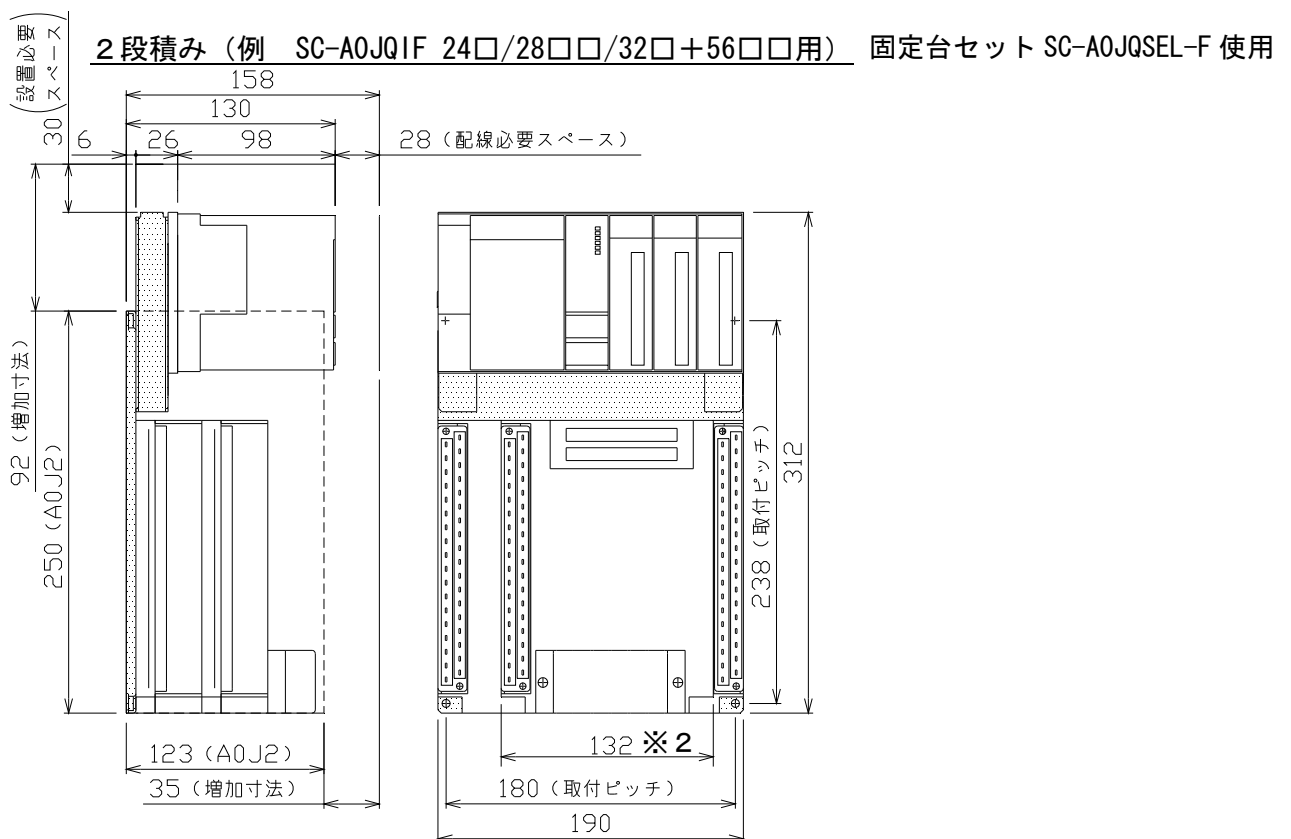 2段積み（例　SC-A0JQIF 24□/28□□/32□＋56□□用）　固定台セット SC-A0JQSEL-F 使用
158
130
6
26
98
28（配線必要スペース）
30（設置必要スペース）
92（増加寸法）
250（A0J2）
123（A0J2）
35（増加寸法）
312
238（取付ピッチ）
132 ※2
180（取付ピッチ）
190